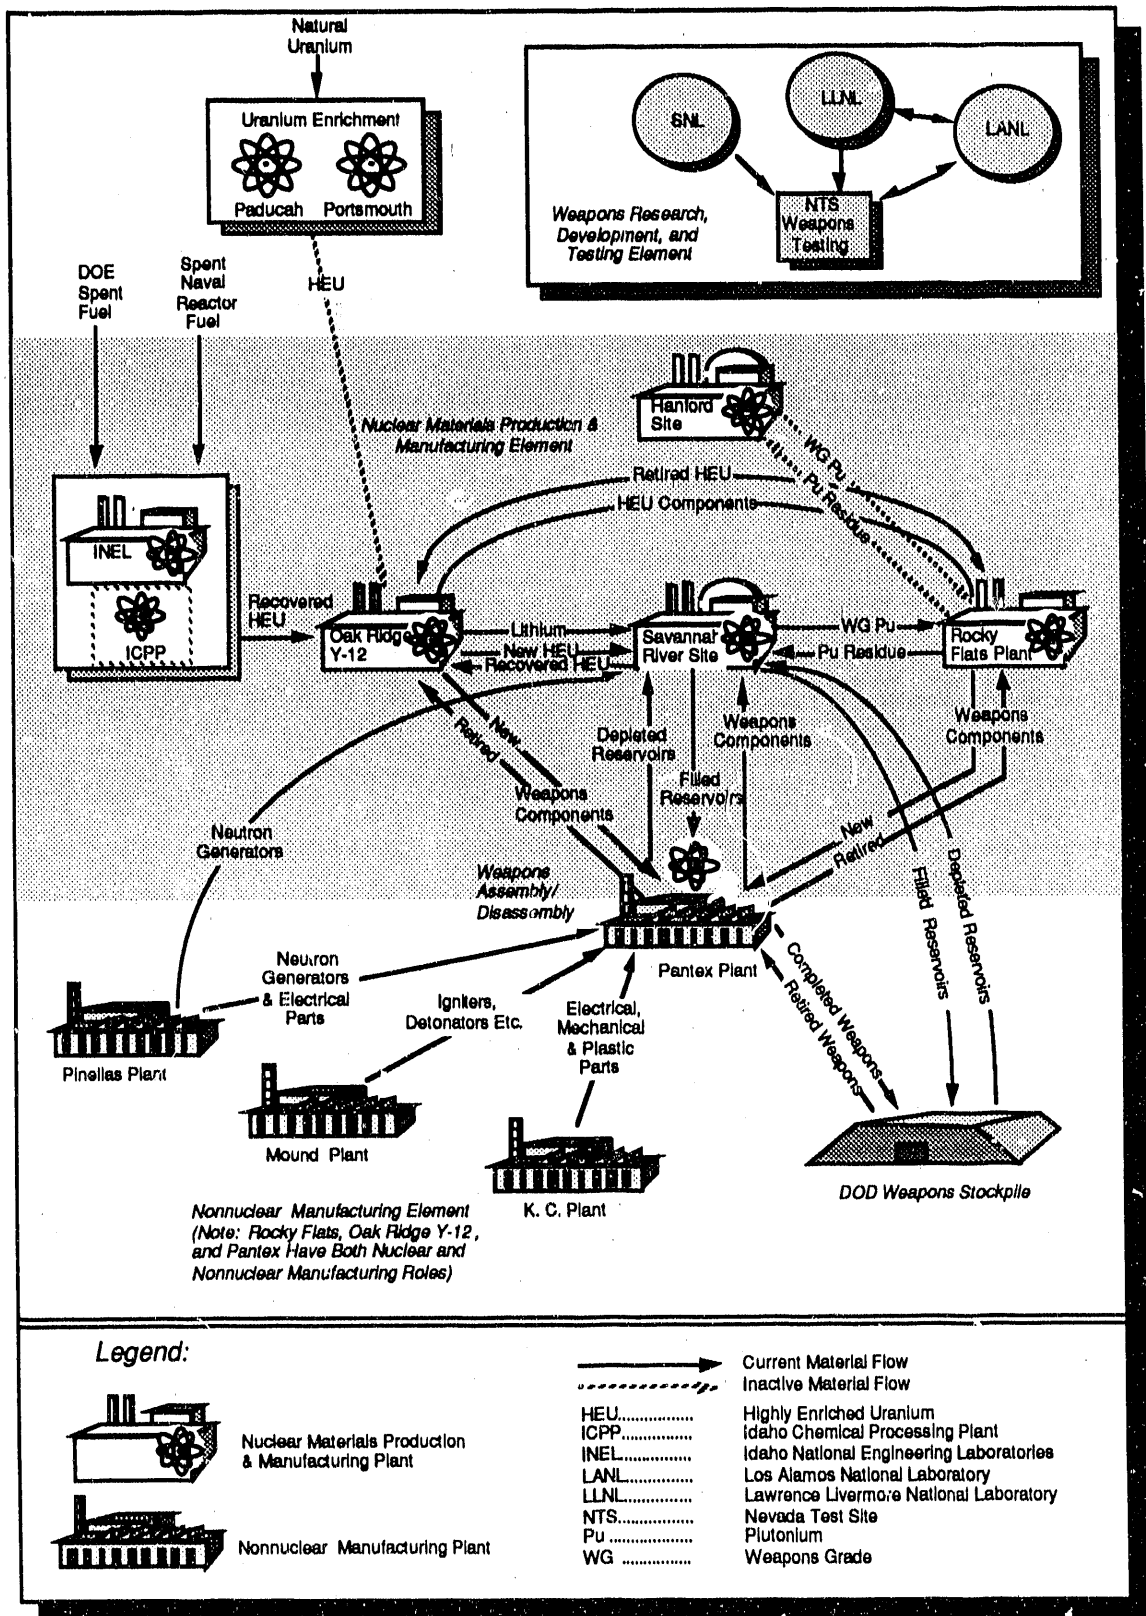 Natural
Uranium
Uranium Enrichment
Paducah
Portsmouth
SNL
LLNL
LANL
NTS
Weapons
Testing
Weapons Research,
Development, and
Testing Element
DOE
Spent
Fuel
Spent
Naval
Reactor
Fuel
HEU
Nuclear Materials Production &
Manufacturing Element
Hanford
Site
WG Pu
Pu Residue
Retired HEU
HEU Components
INEL
ICPP
Recovered
HEU
Oak Ridge
Y-12
Lithium
New HEU
Recovered HEU
Savannah
River Site
WG Pu
Pu Residue
Rocky
Flats Plant
New
Retired
Weapons
Components
Depleted
Reservoirs
Filled
Reservoirs
Weapons
Components
Weapons
Components
New
Retired
Neutron
Generators
Filled Reservoirs
Depleted Reservoirs
Weapons
Assembly/
Disassembly
Pantex Plant
Neutron
Generators
& Electrical
Parts
Igniters,
Detonators Etc.
Electrical,
Mechanical
& Plastic
Parts
Completed Weapons
Retired Weapons
Pinellas Plant
Mound Plant
K. C. Plant
DOD Weapons Stockpile
Nonnuclear Manufacturing Element
(Note: Rocky Flats, Oak Ridge Y-12,
and Pantex Have Both Nuclear and
Nonnuclear Manufacturing Roles)
Legend:
Nuclear Materials Production
& Manufacturing Plant
Nonnuclear Manufacturing Plant
Current Material Flow
Inactive Material Flow
HEU................. Highly Enriched Uranium
ICPP................. Idaho Chemical Processing Plant
INEL................. Idaho National Engineering Laboratories
LANL................. Los Alamos National Laboratory
LLNL................. Lawrence Livermore National Laboratory
NTS................. Nevada Test Site
Pu ................. Plutonium
WG ................. Weapons Grade